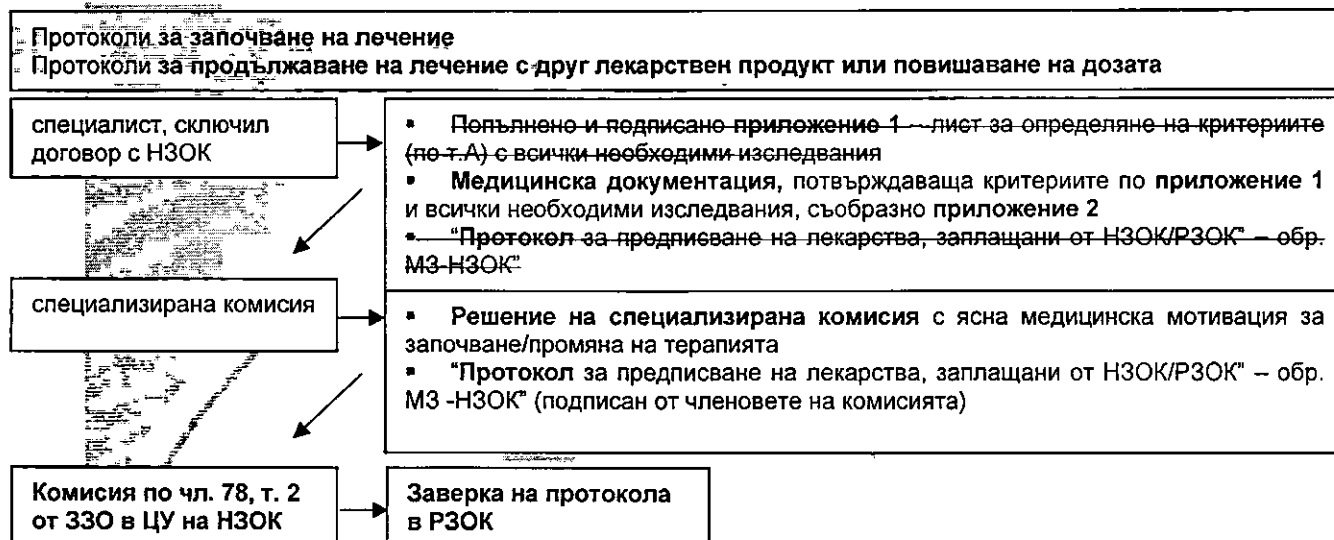 Протоколи за започване на лечение
Протоколи за продължаване на лечение с друг лекарствен продукт или повишаване на дозата
специалист, сключил
договор с НЗОК
▪ Попълнено и подписано приложение 1 – лист за определяне на критериите
(по т.А) с всички необходими изследвания
▪ Медицинска документация, потвърждаваща критериите по приложение 1
и всички необходими изследвания, съобразно приложение 2
▪ "Протокол за предписване на лекарства, заплащани от НЗОК/РЗОК" – обр.
МЗ-НЗОК"
специализирана комисия
▪ Решение на специализирана комисия с ясна медицинска мотивация за
започване/промяна на терапията
▪ "Протокол за предписване на лекарства, заплащани от НЗОК/РЗОК" – обр.
МЗ -НЗОК" (подписан от членовете на комисията)
Комисия по чл. 78, т. 2
от ЗЗО в ЦУ на НЗОК
Заверка на протокола
в РЗОК